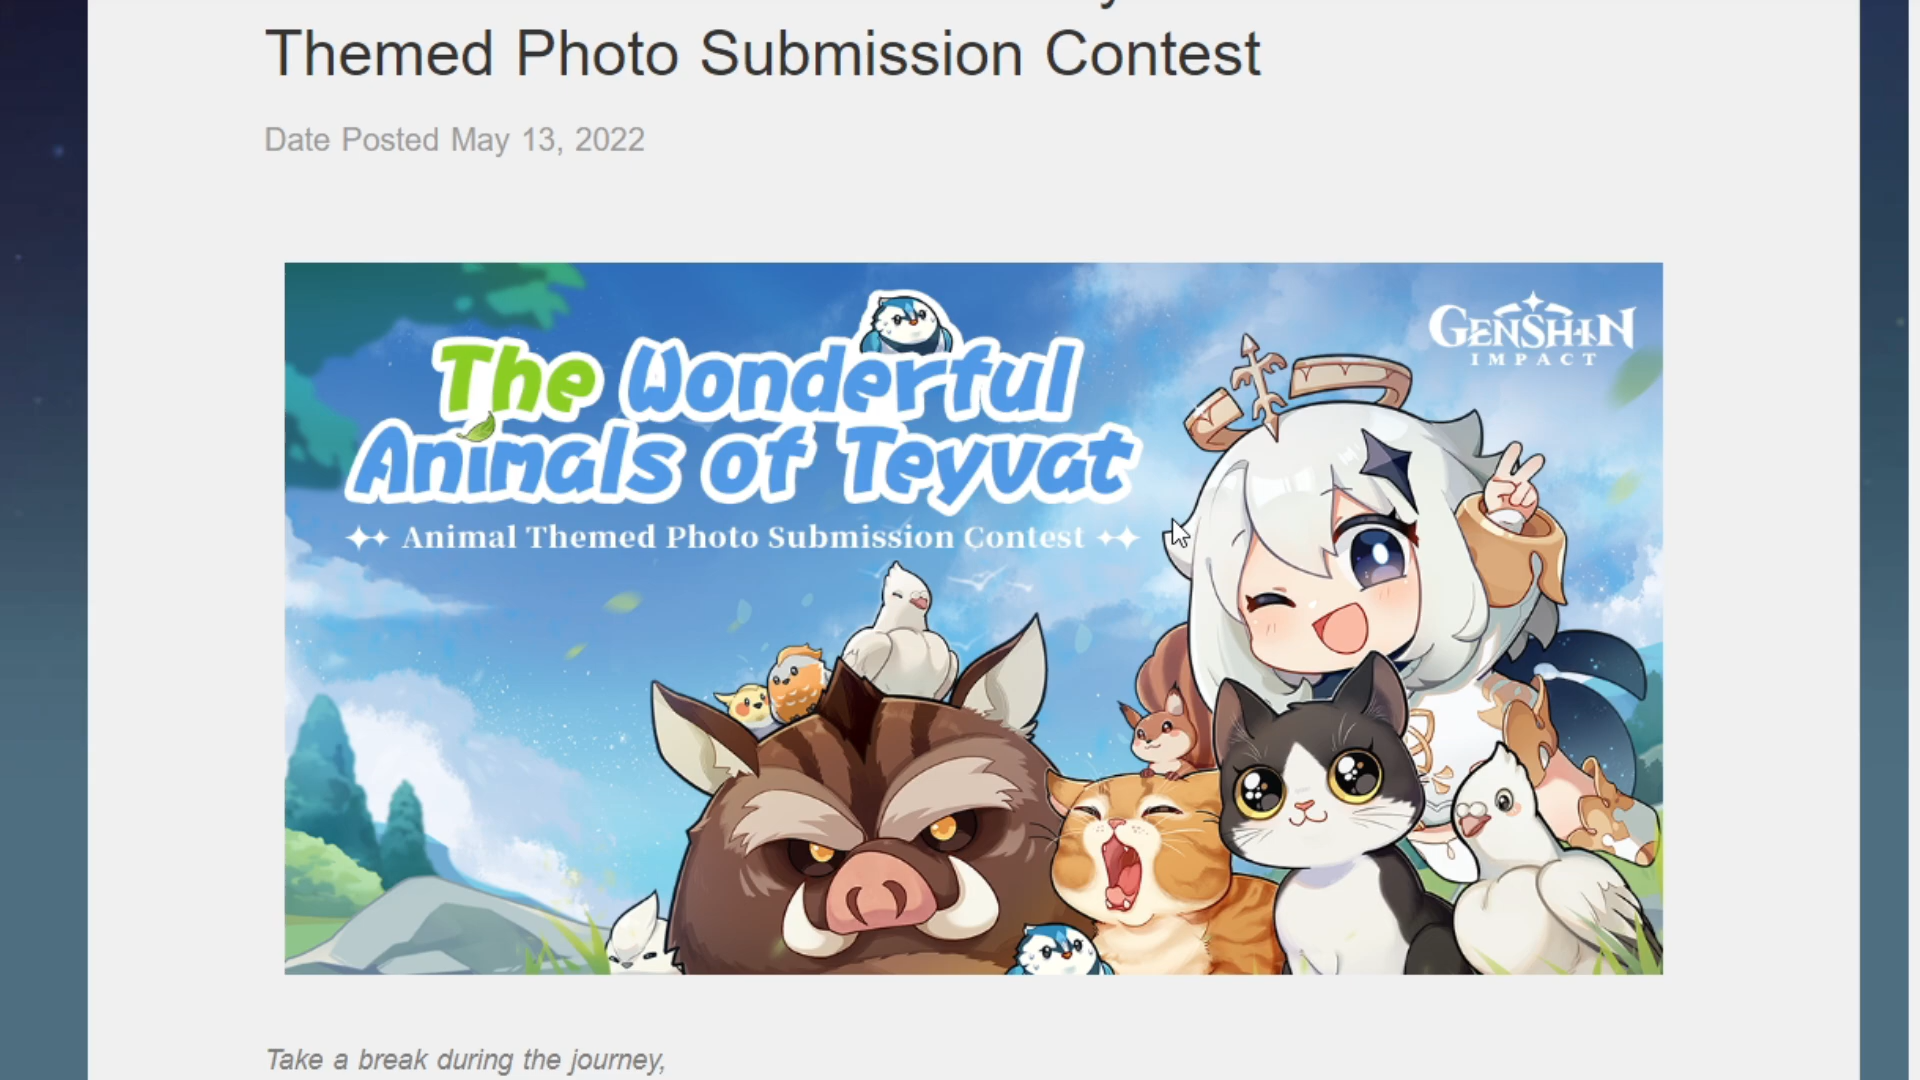 Themed Photo Submission Contest
Date Posted May 13, 2022
GENSHIN
IMPACT
The Wonderful
Animals of Teyvat
Animal Themed Photo Submission Contest
Take a break during the journey,